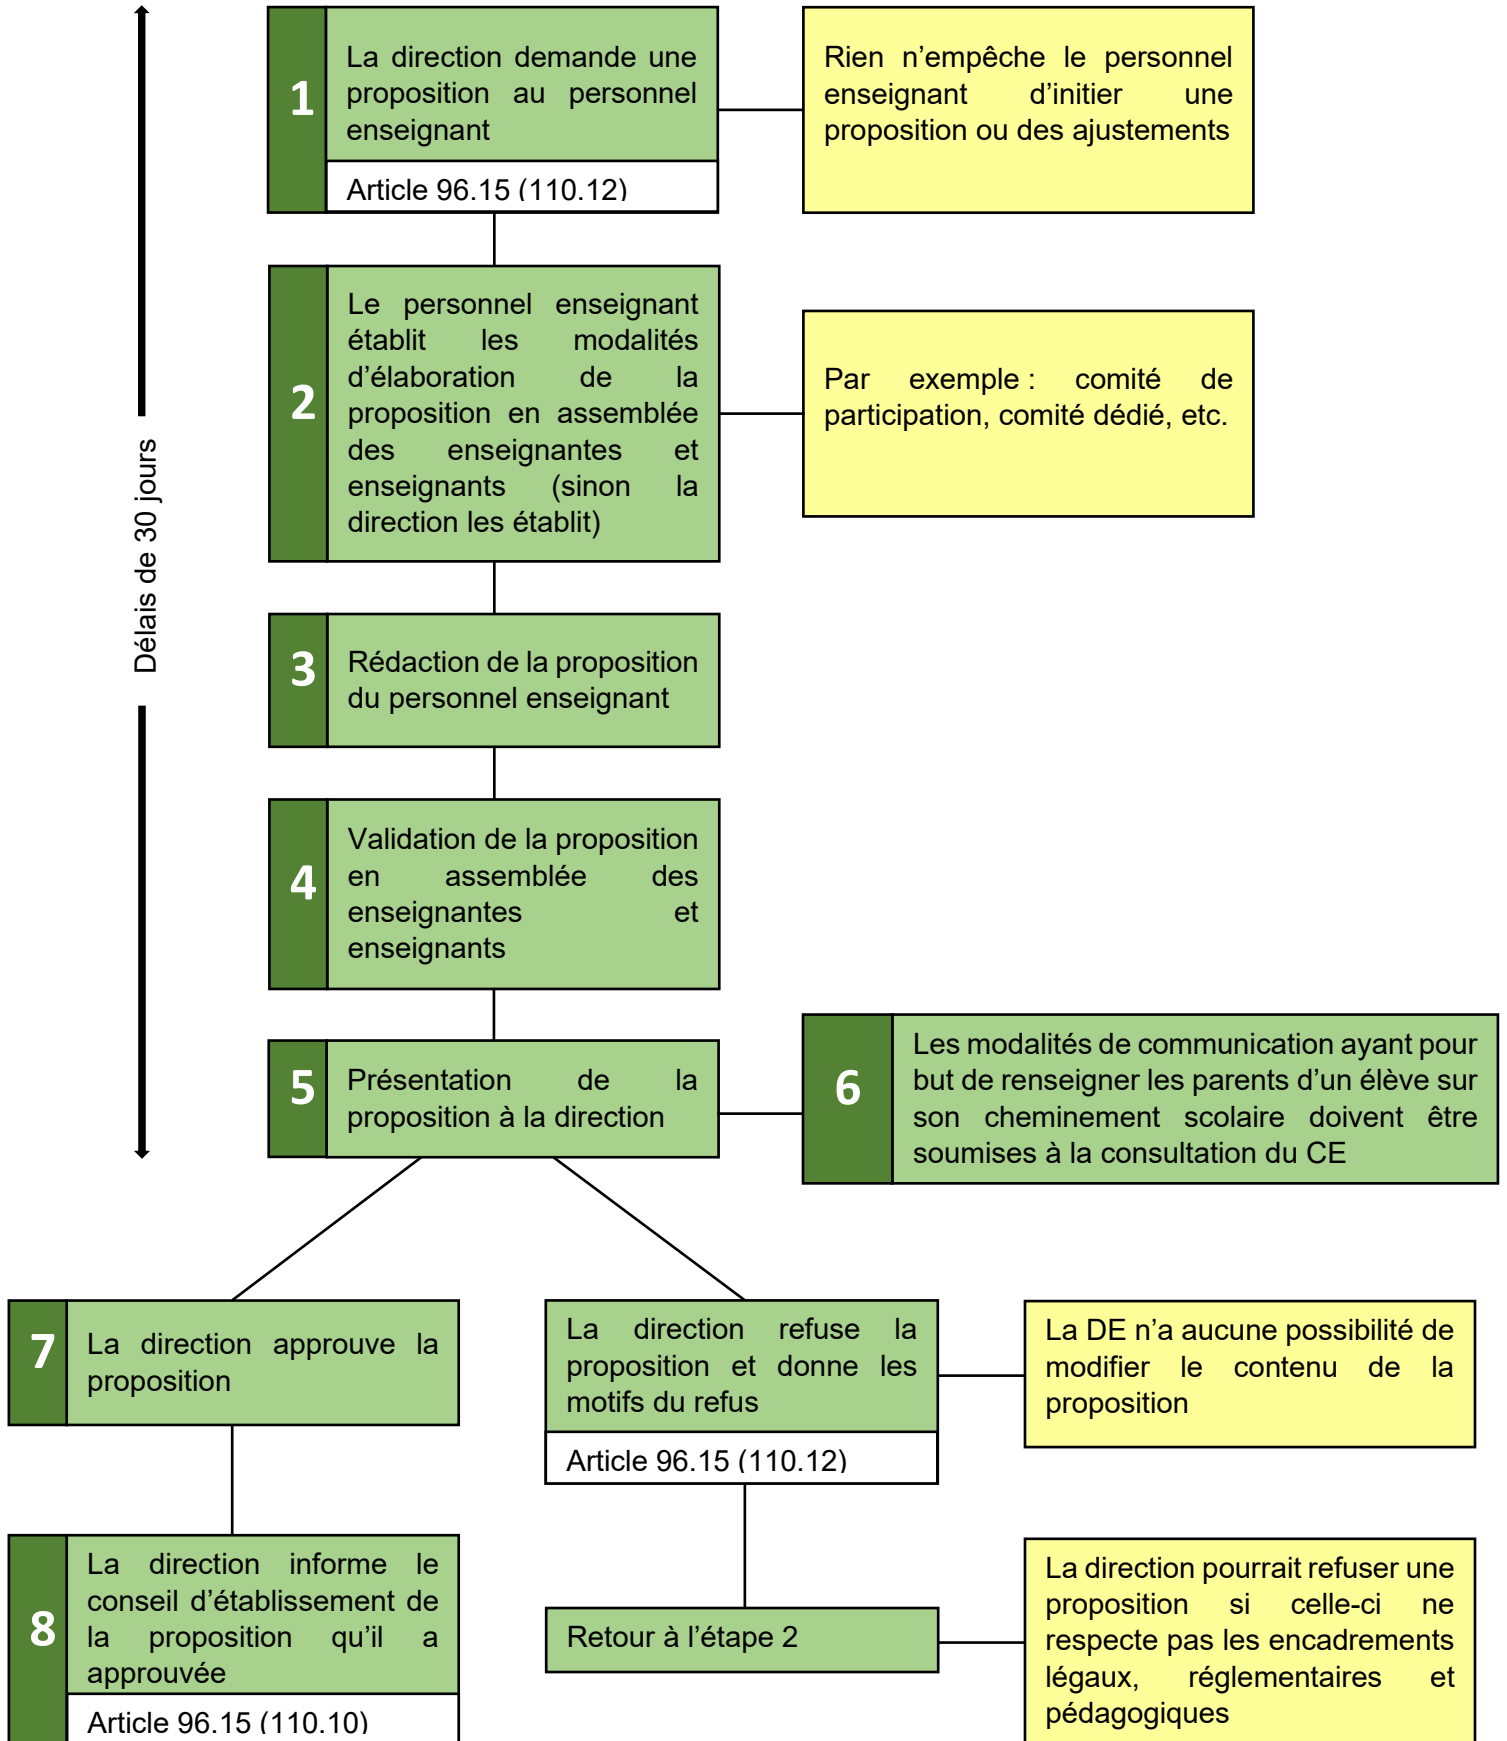 Délais de 30 jours
1
La direction demande une
proposition au personnel
enseignant
Article 96.15 (110.12)
Rien n’empêche le personnel
enseignant d’initier une
proposition ou des ajustements
2
Le personnel enseignant
établit les modalités
d’élaboration de la
proposition en assemblée
des enseignantes et
enseignants (sinon la
direction les établit)
Par exemple : comité de
participation, comité dédié, etc.
3
Rédaction de la proposition
du personnel enseignant
4
Validation de la proposition
en assemblée des
enseignantes et
enseignants
5
Présentation de la
proposition à la direction
6
Les modalités de communication ayant pour
but de renseigner les parents d’un élève sur
son cheminement scolaire doivent être
soumises à la consultation du CE
7
La direction approuve la
proposition
La direction refuse la
proposition et donne les
motifs du refus
Article 96.15 (110.12)
La DE n’a aucune possibilité de
modifier le contenu de la
proposition
8
La direction informe le
conseil d’établissement de
la proposition qu’il a
approuvée
Article 96.15 (110.10)
Retour à l’étape 2
La direction pourrait refuser une
proposition si celle-ci ne
respecte pas les encadrements
légaux, réglementaires et
pédagogiques